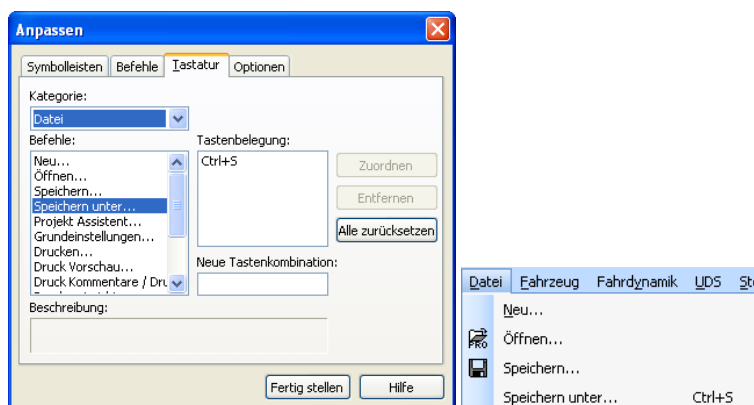 Anpassen
Symbolleisten Befehle Tastatur Optionen
Kategorie:
Datei
Befehle:
Neu...
Öffnen...
Speichern...
Speichern unter...
Projekt Assistent...
Grundeinstellungen...
Drucken...
Druck Vorschau...
Druck Kommentare / Dru
Tastenbelegung:
Ctrl+S
Neue Tastenkombination:
Zuordnen
Entfernen
Alle zurücksetzen
Beschreibung:
Fertig stellen Hilfe
Datei Fahrzeug Fahrdynamik UDS Ste
Neu...
PRO Öffnen...
Speichern...
Speichern unter... Ctrl+S